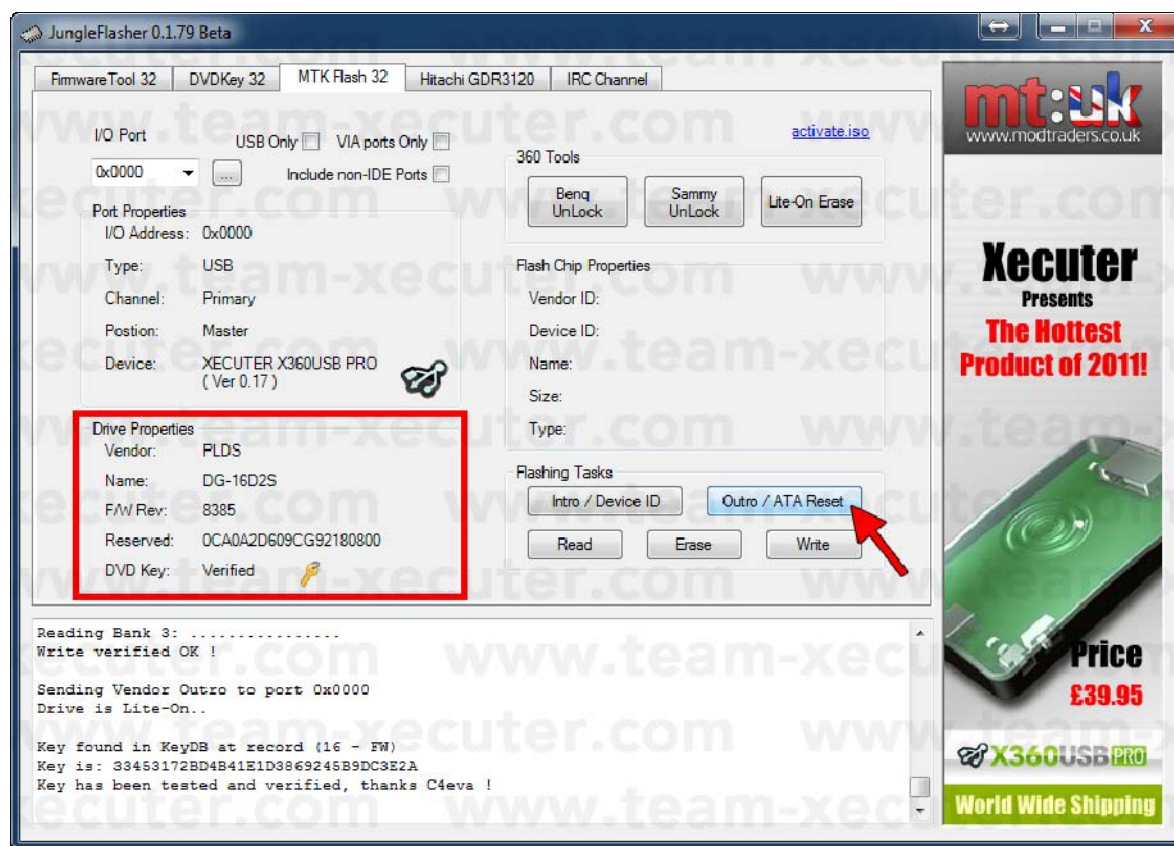 JungleFlasher 0.1.79 Beta
FirmwareTool 32
DVDKey 32
MTK Flash 32
Hitachi GDR3120
IRC Channel
I/O Port
USB Only
VIA ports Only
0x0000
...
Include non-IDE Ports
Port Properties
I/O Address: 0x0000
Type: USB
Channel: Primary
Postion: Master
Device: XECUTER X360USB PRO
( Ver 0.17 )
Drive Properties
Vendor: PLDS
Name: DG-16D2S
F/W Rev: 8385
Reserved: 0CA0A2D609CG92180800
DVD Key: Verified
activate.iso
360 Tools
Benq
UnLock
Sammy
UnLock
Lite-On Erase
Flash Chip Properties
Vendor ID:
Device ID:
Name:
Size:
Type:
Flashing Tasks
Intro / Device ID
Outro / ATA Reset
Read
Erase
Write
Reading Bank 3: ................
Write verified OK !
Sending Vendor Outro to port 0x0000
Drive is Lite-On..
Key found in KeyDB at record (16 - FW)
Key is: 33453172BD4B41E1D3869245B9DC3E2A
Key has been tested and verified, thanks C4eva !
mt:uk
www.modtraders.co.uk
Xecuter
Presents
The Hottest
Product of 2011!
Price
£39.95
X360USB PRO
World Wide Shipping
www.team-xecuter.com